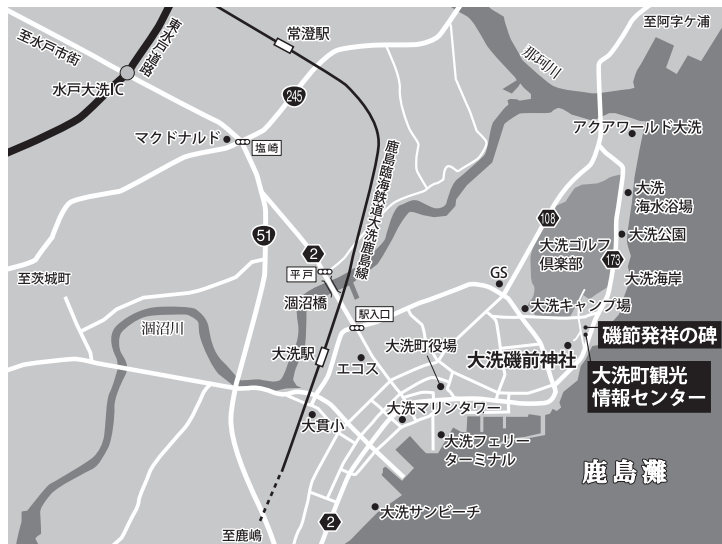 至阿字ケ浦
常澄駅
東水戸道路
至水戸市街
那珂川
水戸大洗IC
245
アクアワールド大洗
マクドナルド
塩崎
鹿島臨海鉄道大洗鹿島線
大洗
海水浴場
108
51
大洗公園
2
大洗ゴルフ
倶楽部
173
平戸
GS
大洗海岸
至茨城町
涸沼橋
大洗キャンプ場
駅入口
涸沼川
磯節発祥の碑
大洗町役場
大洗駅
大洗磯前神社
エコス
大洗町観光
情報センター
大貫小
大洗マリンタワー
大洗フェリー
ターミナル
鹿島灘
大洗サンビーチ
2
至鹿嶋